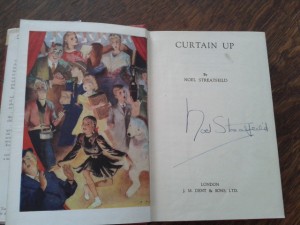 CURTAIN UP
By
NOEL STREATFEILD
Noel Streatfeild
LONDON
J. M. DENT & SONS LTD.